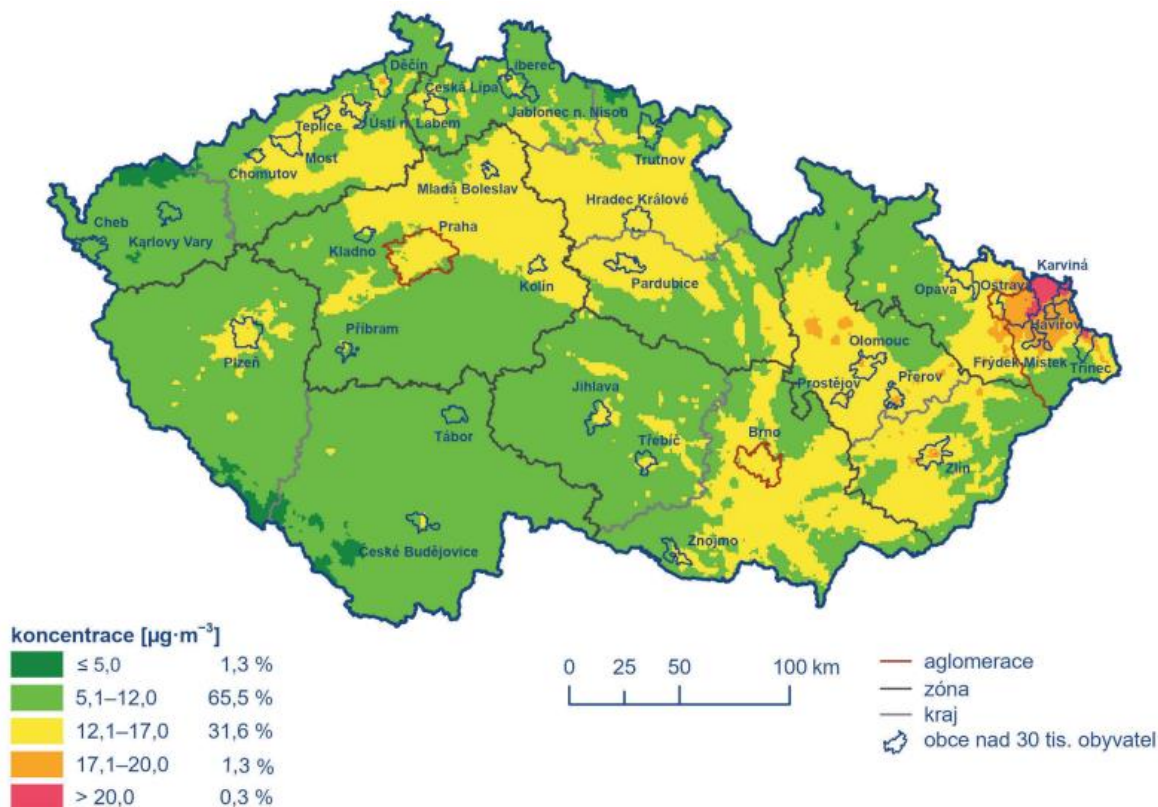 Děčín
Liberec
Česká Lípa
Jablonec n. Nisou
Teplice
Ústí n. Labem
Most
Chomutov
Trutnov
Mladá Boleslav
Hradec Králové
Cheb
Karlovy Vary
Praha
Kladno
Kolín
Pardubice
Karviná
Opava
Ostrava
Havířov
Příbram
Plzeň
Olomouc
Frýdek-Místek
Třinec
Jihlava
Prostějov
Přerov
Tábor
Třebíč
Brno
Zlín
České Budějovice
Znojmo
koncentrace [µg·m⁻³]
≤ 5,0 1,3 %
5,1–12,0 65,5 %
12,1–17,0 31,6 %
17,1–20,0 1,3 %
> 20,0 0,3 %
0 25 50 100 km
aglomerace
zóna
kraj
obce nad 30 tis. obyvatel